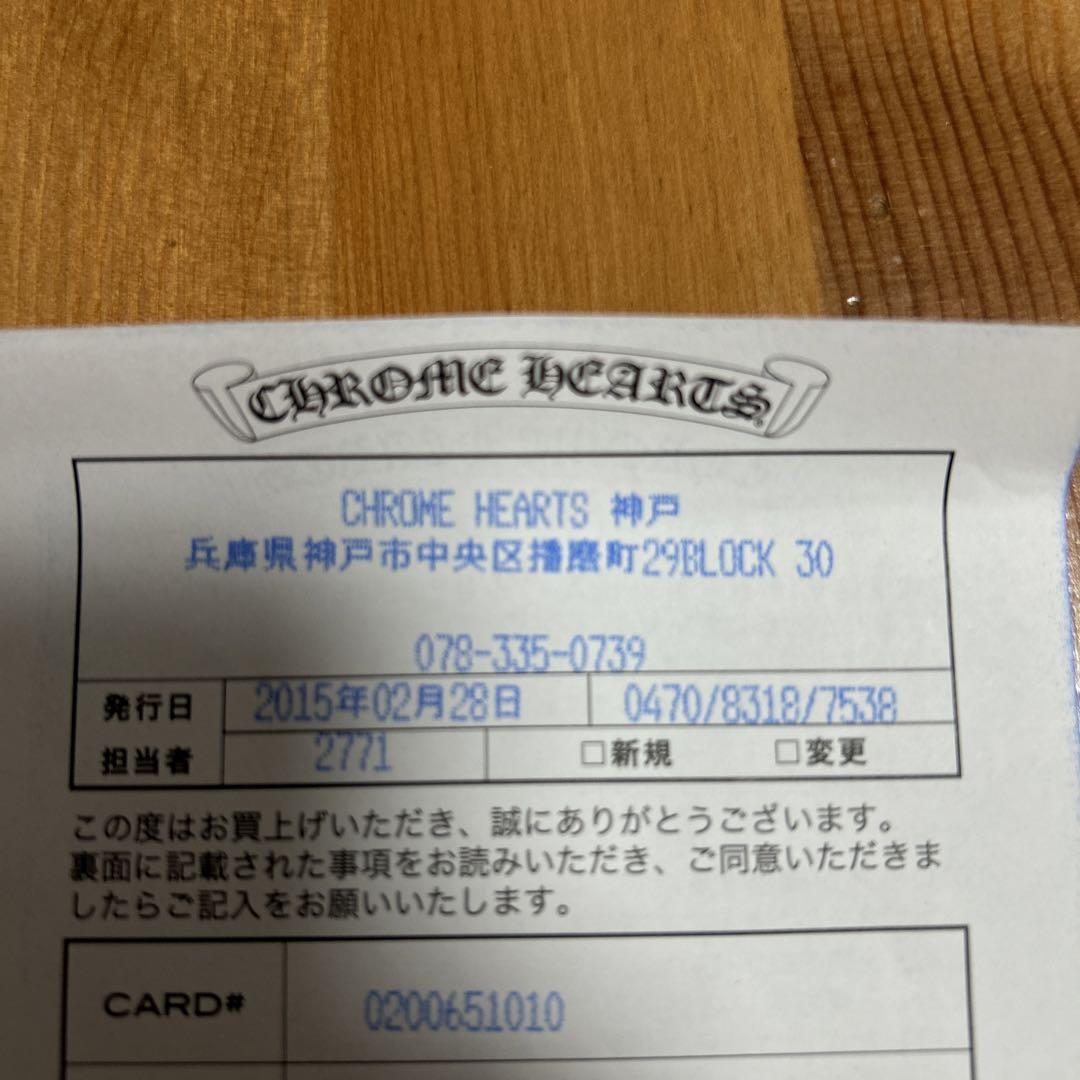 CHROME HEARTS
CHROME HEARTS 神戸
兵庫県神戸市中央区播磨町29BLOCK 30
078-335-0739
発行日 2015年02月28日 0470/8318/7538
担当者 2771 □新規 □変更
この度はお買上げいただき、誠にありがとうございます。
裏面に記載された事項をお読みいただき、ご同意いただきま
したらご記入をお願いいたします。
CARD# 0200651010